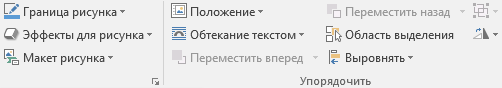 Граница рисунка
Эффекты для рисунка
Макет рисунка
Положение
Обтекание текстом
Переместить вперед
Переместить назад
Область выделения
Выровнять
Упорядочить